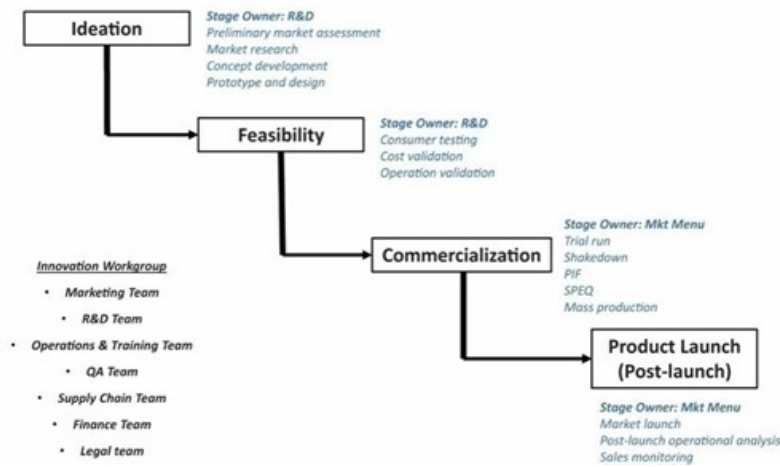 Ideation
Stage Owner: R&D
Preliminary market assessment
Market research
Concept development
Prototype and design
Feasibility
Stage Owner: R&D
Consumer testing
Cost validation
Operation validation
Commercialization
Stage Owner: Mkt Menu
Trial run
Shakedown
PIF
SPEQ
Mass production
Innovation Workgroup
• Marketing Team
• R&D Team
• Operations & Training Team
• QA Team
• Supply Chain Team
• Finance Team
• Legal team
Product Launch
(Post-launch)
Stage Owner: Mkt Menu
Market launch
Post-launch operational analysis
Sales monitoring